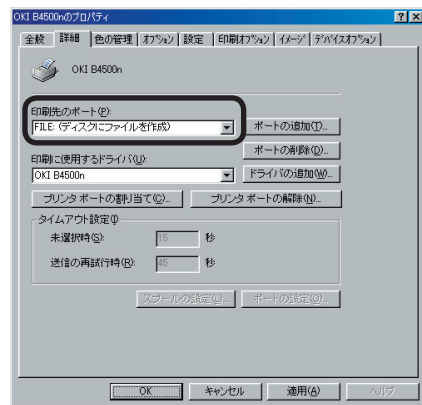 OKI B4500nのプロパティ
全般 詳細 色の管理 オプション 設定 印刷オプション イメージ デバイスオプション
OKI B4500n
印刷先のポート(P):
FILE: (ディスクにファイルを作成)
ポートの追加(T)...
ポートの削除(D)...
印刷に使用するドライバ(U):
OKI B4500n
ドライバの追加(W)...
プリンタ ポートの割り当て(C)...
プリンタ ポートの解除(N)...
タイムアウト設定
未選択時(S): 15 秒
送信の再試行時(R): 45 秒
スプールの設定(L)...
ポートの設定(O)...
OK キャンセル 適用(A) ヘルプ